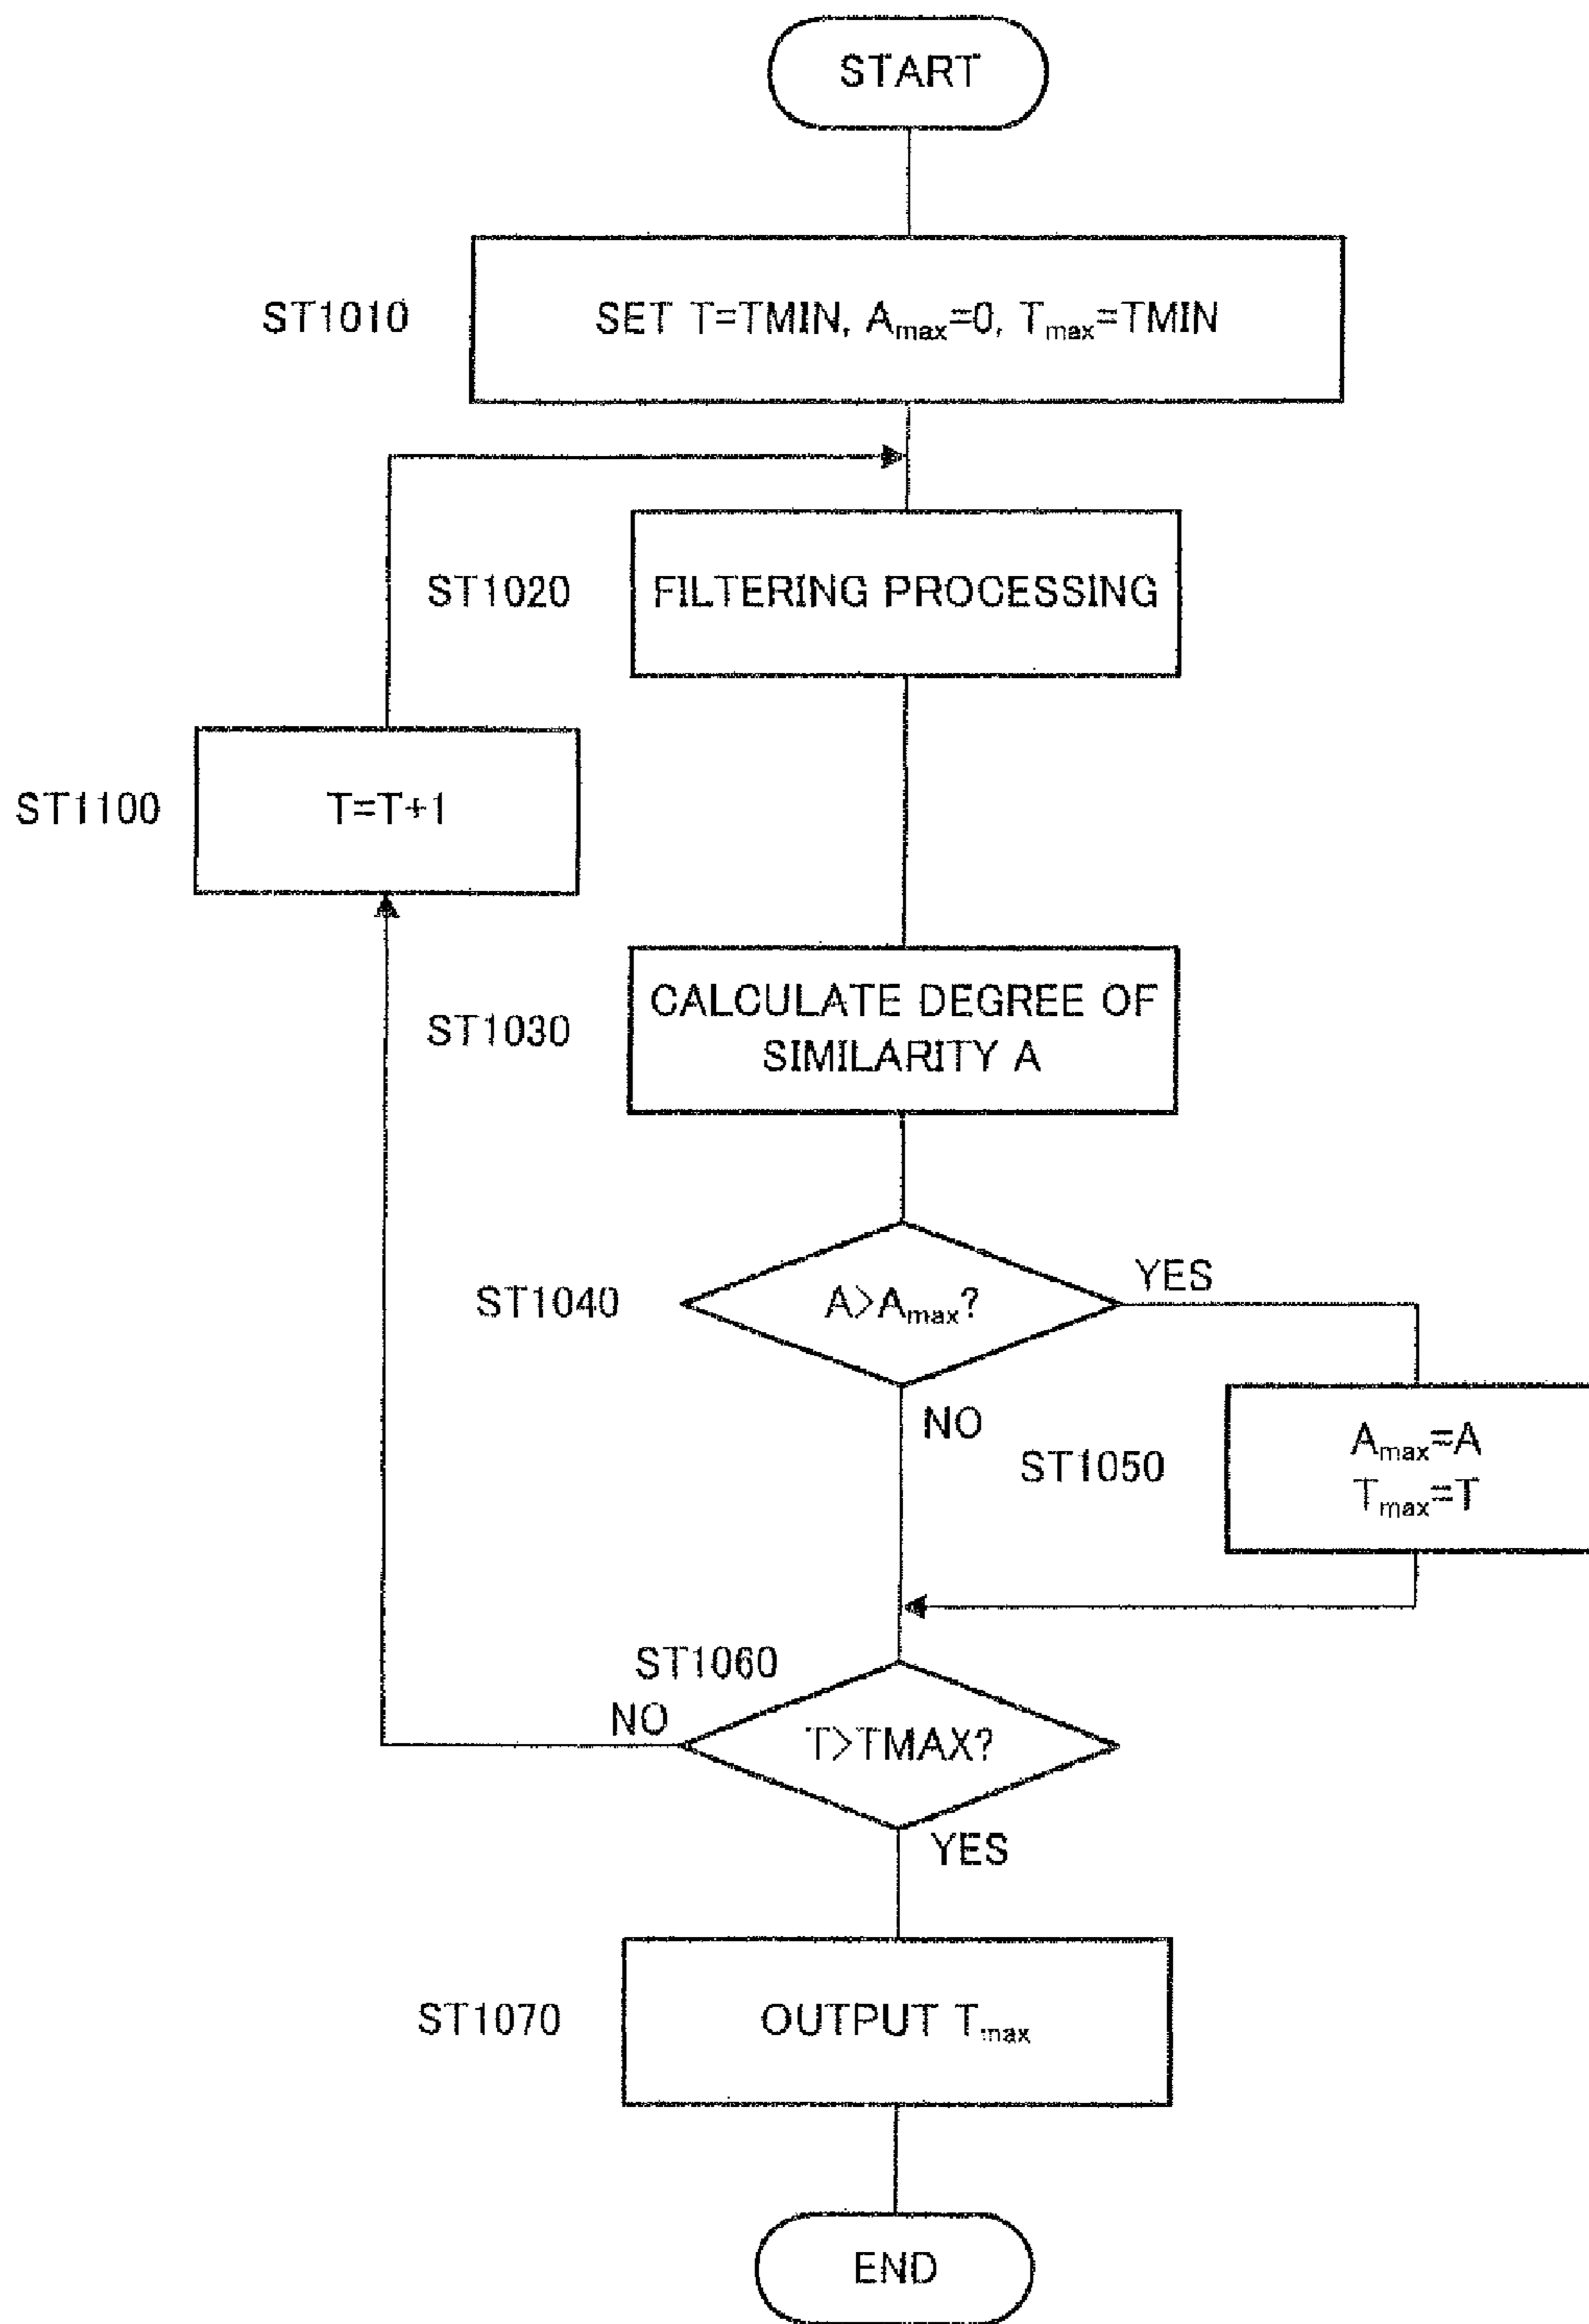 START
ST1010
SET T=TMIN, Amax=0, Tmax=TMIN
ST1020
FILTERING PROCESSING
ST1100
T=T+1
ST1030
CALCULATE DEGREE OF
SIMILARITY A
ST1040
A>Amax?
YES
NO
ST1050
Amax=A
Tmax=T
ST1060
NO
T>TMAX?
YES
ST1070
OUTPUT Tmax
END